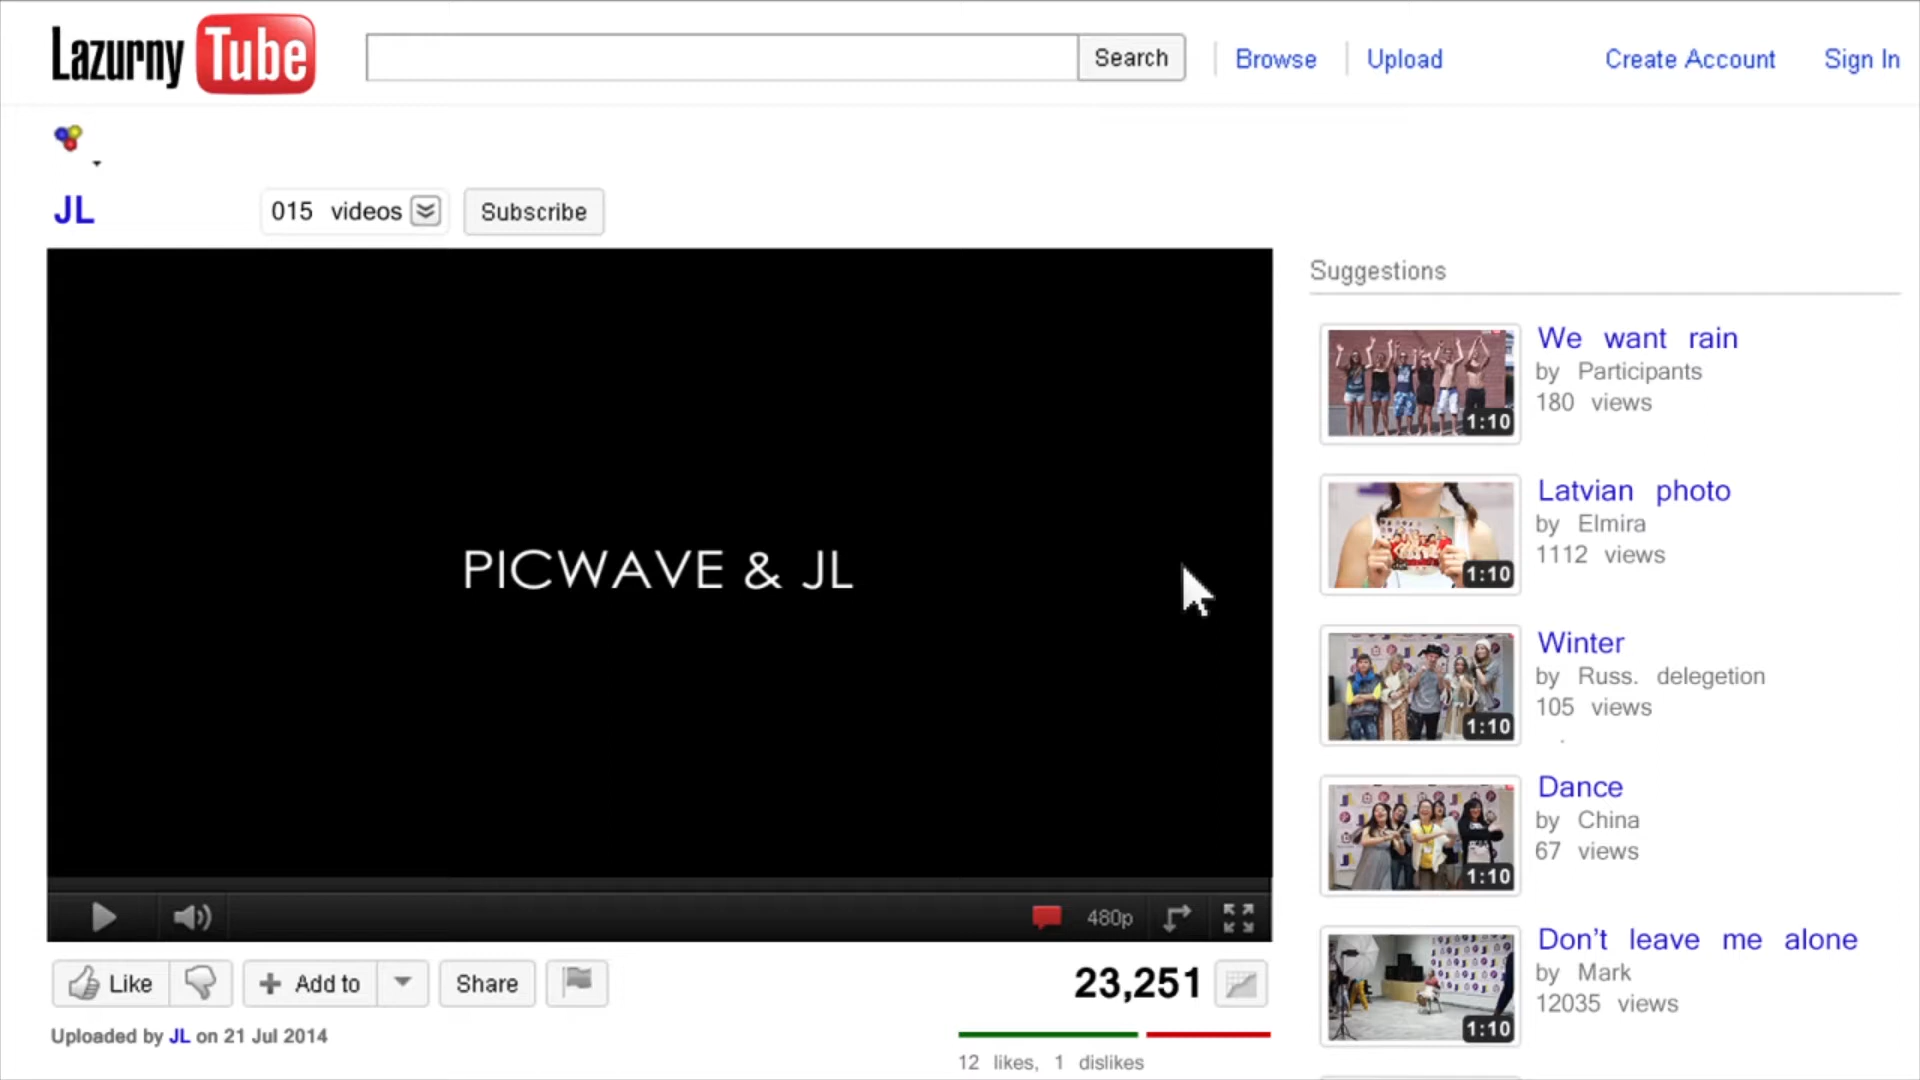 Lazurny Tube
Search
Browse
Upload
Create Account
Sign In
JL
015 videos
Subscribe
PICWAVE & JL
480p
Like
Add to
Share
23,251
Uploaded by JL on 21 Jul 2014
12 likes, 1 dislikes
Suggestions
We want rain
by Participants
180 views
1:10
Latvian photo
by Elmira
1112 views
1:10
Winter
by Russ. delegetion
105 views
1:10
Dance
by China
67 views
1:10
Don't leave me alone
by Mark
12035 views
1:10